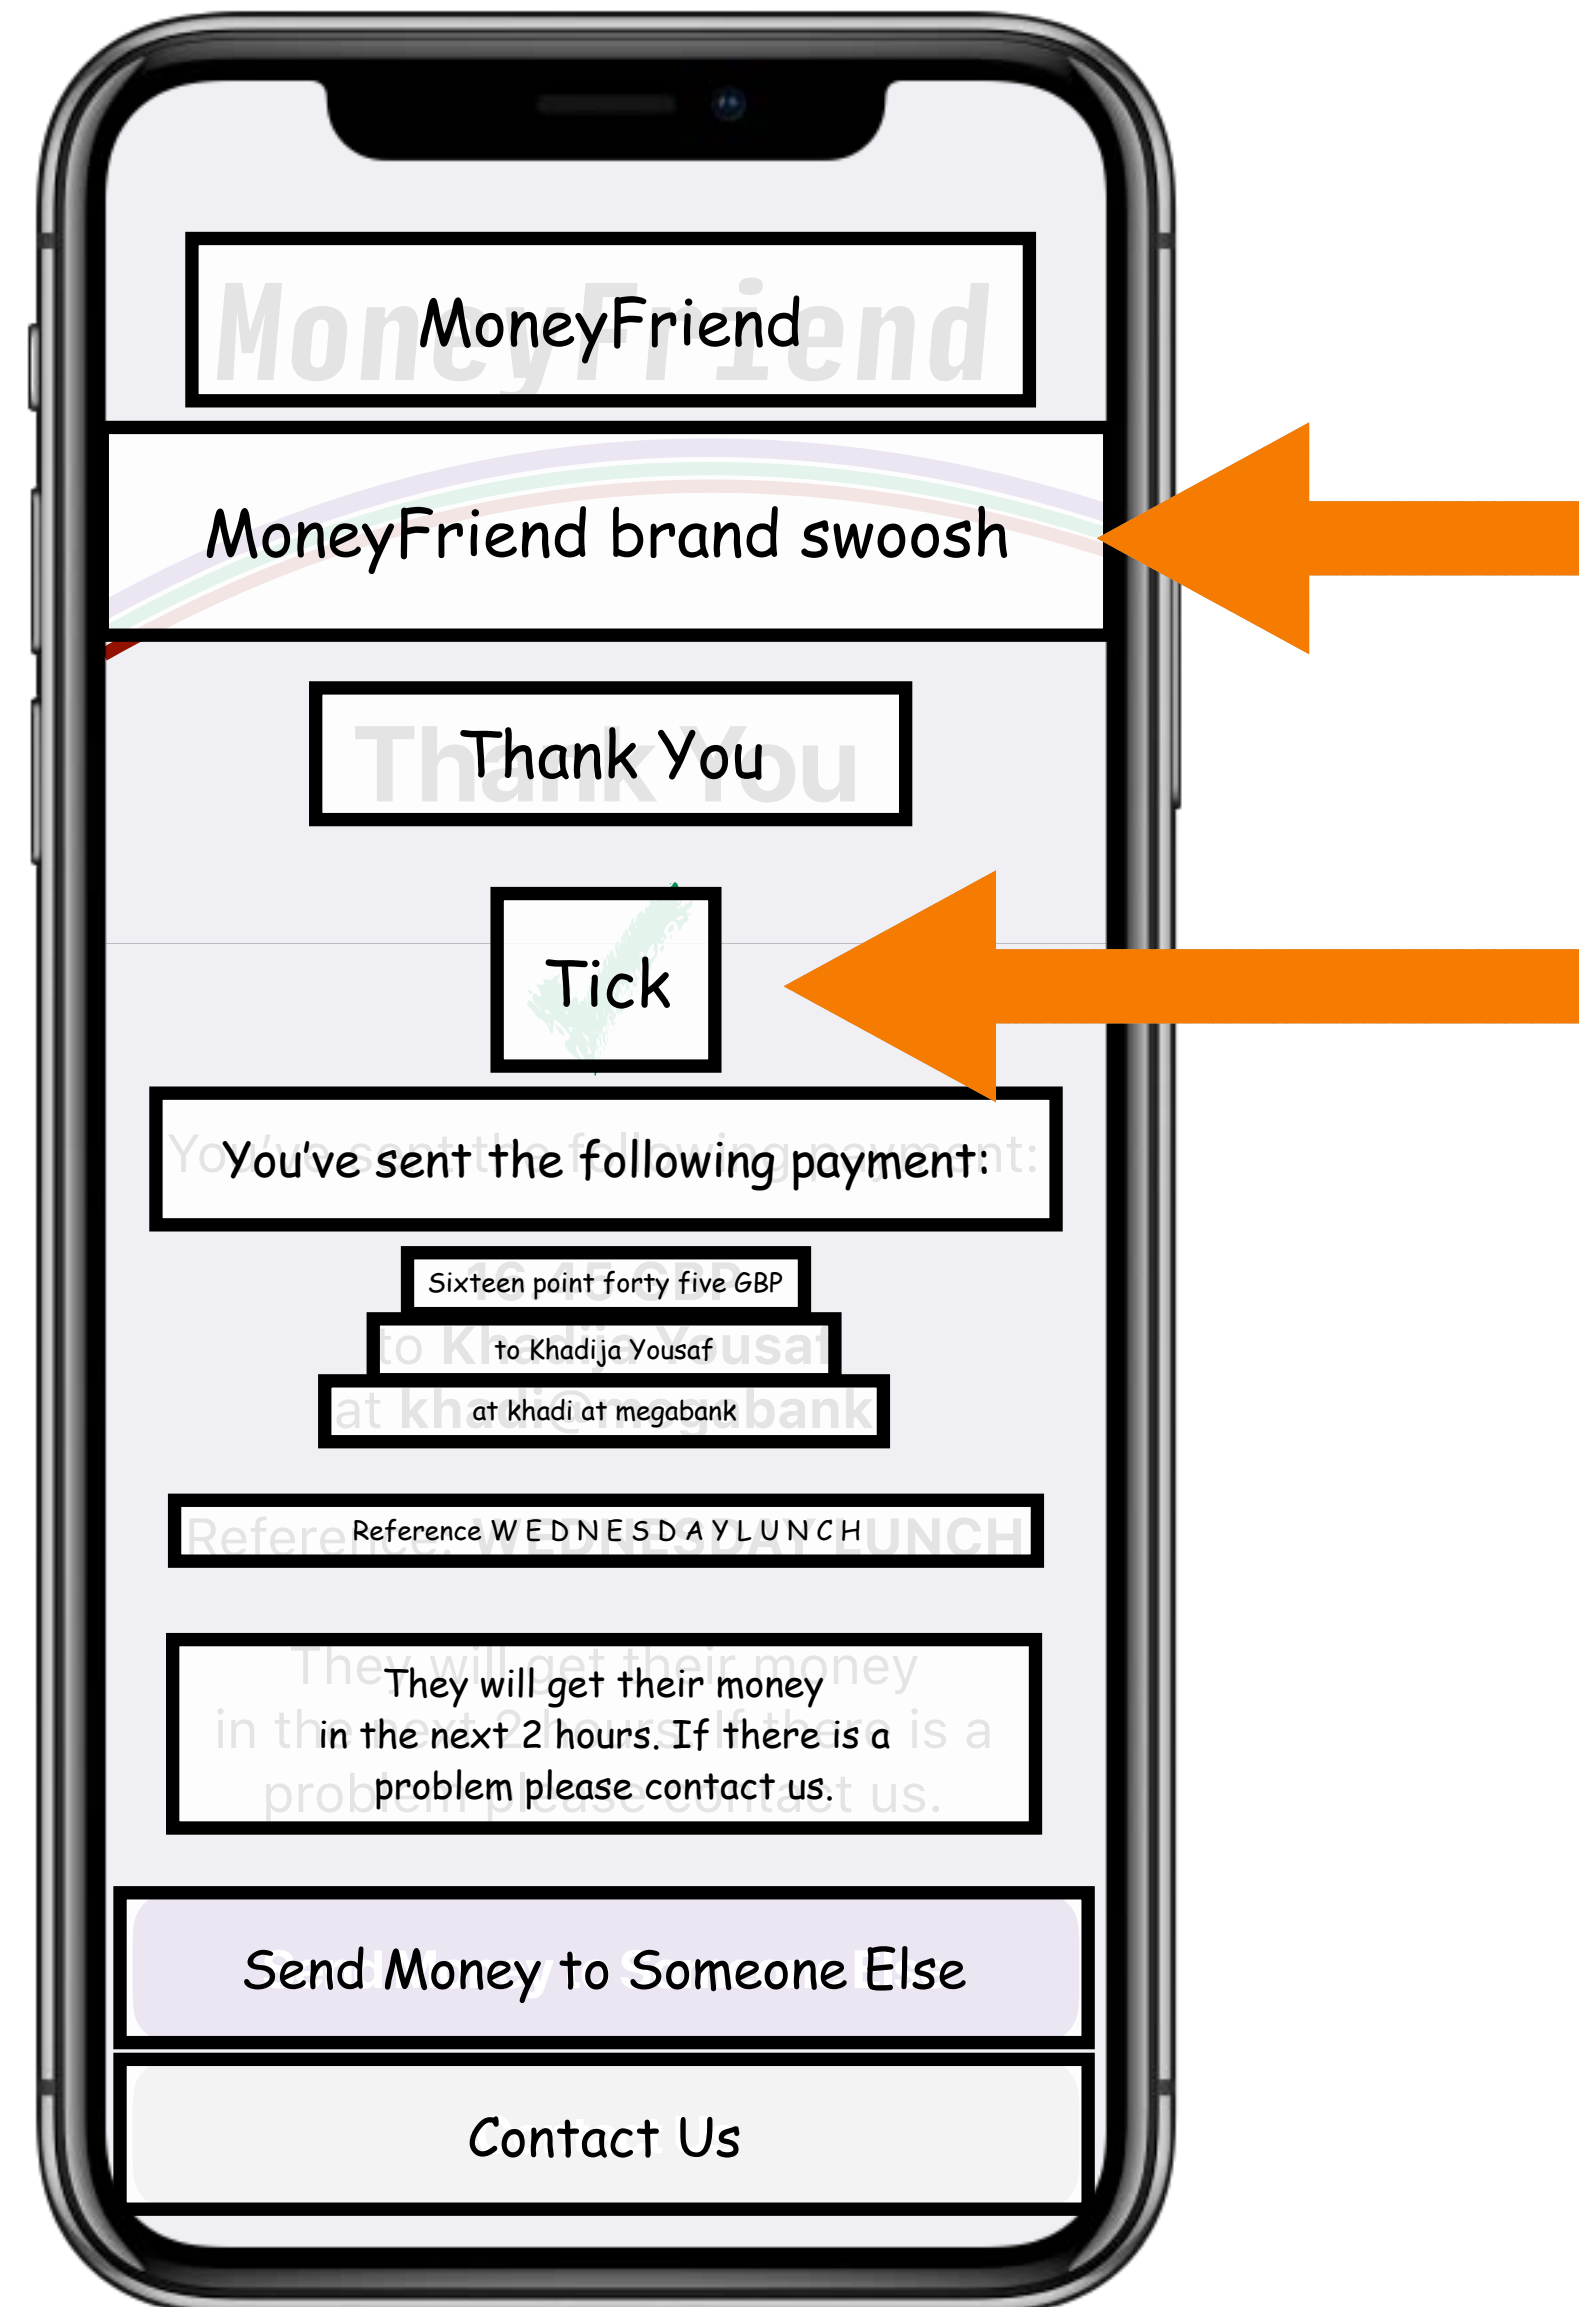 MoneyFriend
MoneyFriend brand swoosh
Thank You
Tick
You've sent the following payment:
Sixteen point forty five GBP
to Khadija Yousaf
at khadi at megabank
Reference W E D N E S D A Y L U N C H
They will get their money
in the next 2 hours. If there is a
problem please contact us.
Send Money to Someone Else
Contact Us